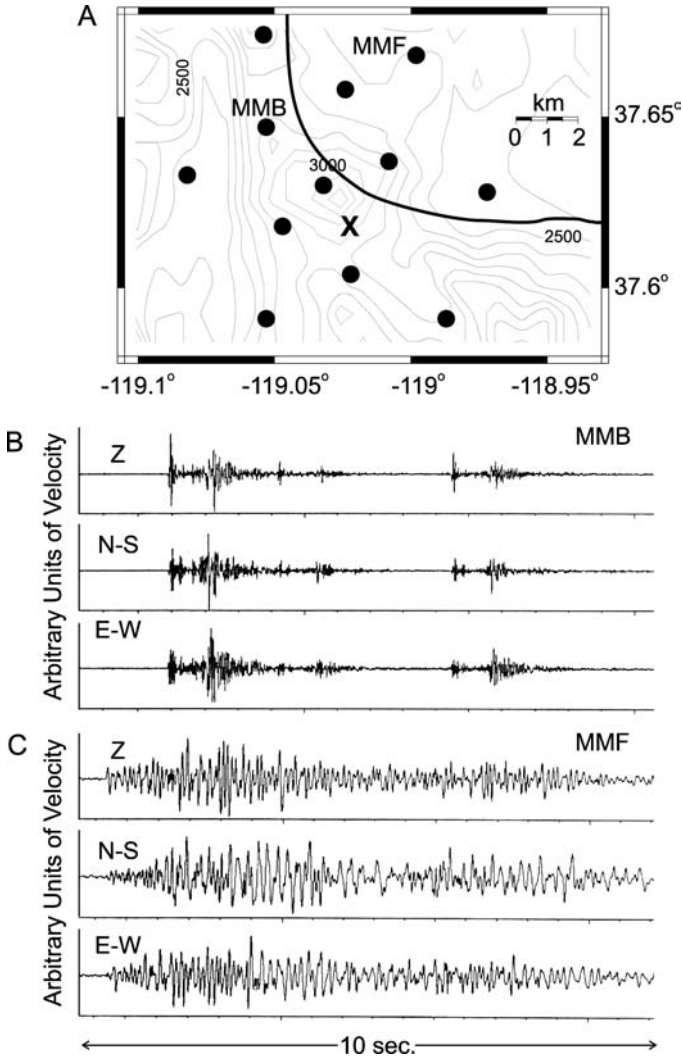 A
2500
MMB
MMF
km
0 1 2
3000
2500
37.65°
37.6°
-119.1°
-119.05°
-119°
-118.95°
B
Arbitrary Units of Velocity
Z
MMB
N-S
E-W
C
Arbitrary Units of Velocity
Z
MMF
N-S
E-W
10 sec.
X